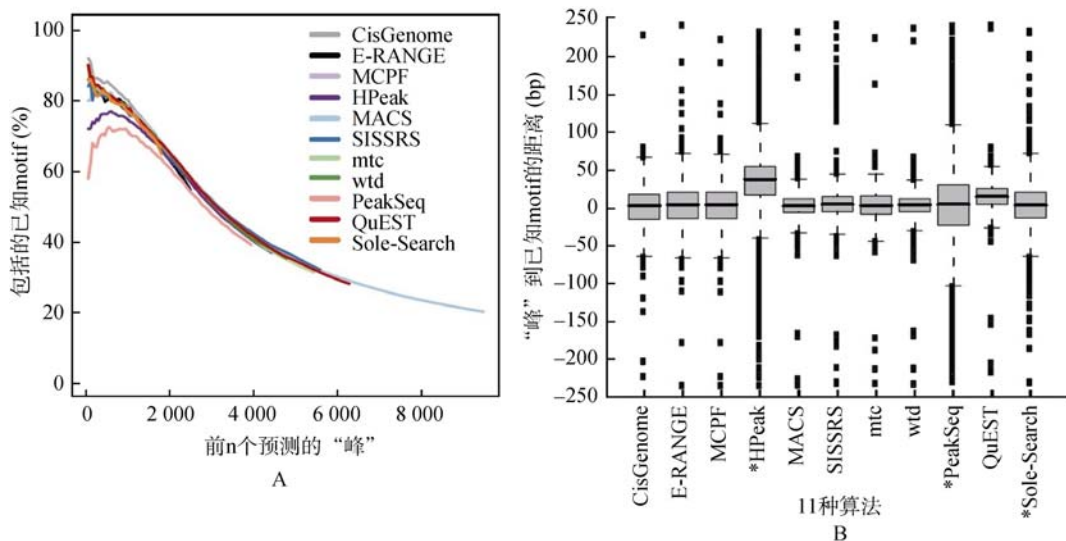 100
80
60
40
20
0
包括的已知motif (%)
CisGenome
E-RANGE
MCPF
HPeak
MACS
SISSRS
mtc
wtd
PeakSeq
QuEST
Sole-Search
0 2 000 4 000 6 000 8 000
前n个预测的“峰”
A
250
200
150
100
50
0
−50
−100
−150
−200
−250
“峰”到已知motif的距离 (bp)
CisGenome
E-RANGE
MCPF
*HPeak
MACS
SISSRS
mtc
wtd
*PeakSeq
QuEST
*Sole-Search
11种算法
B